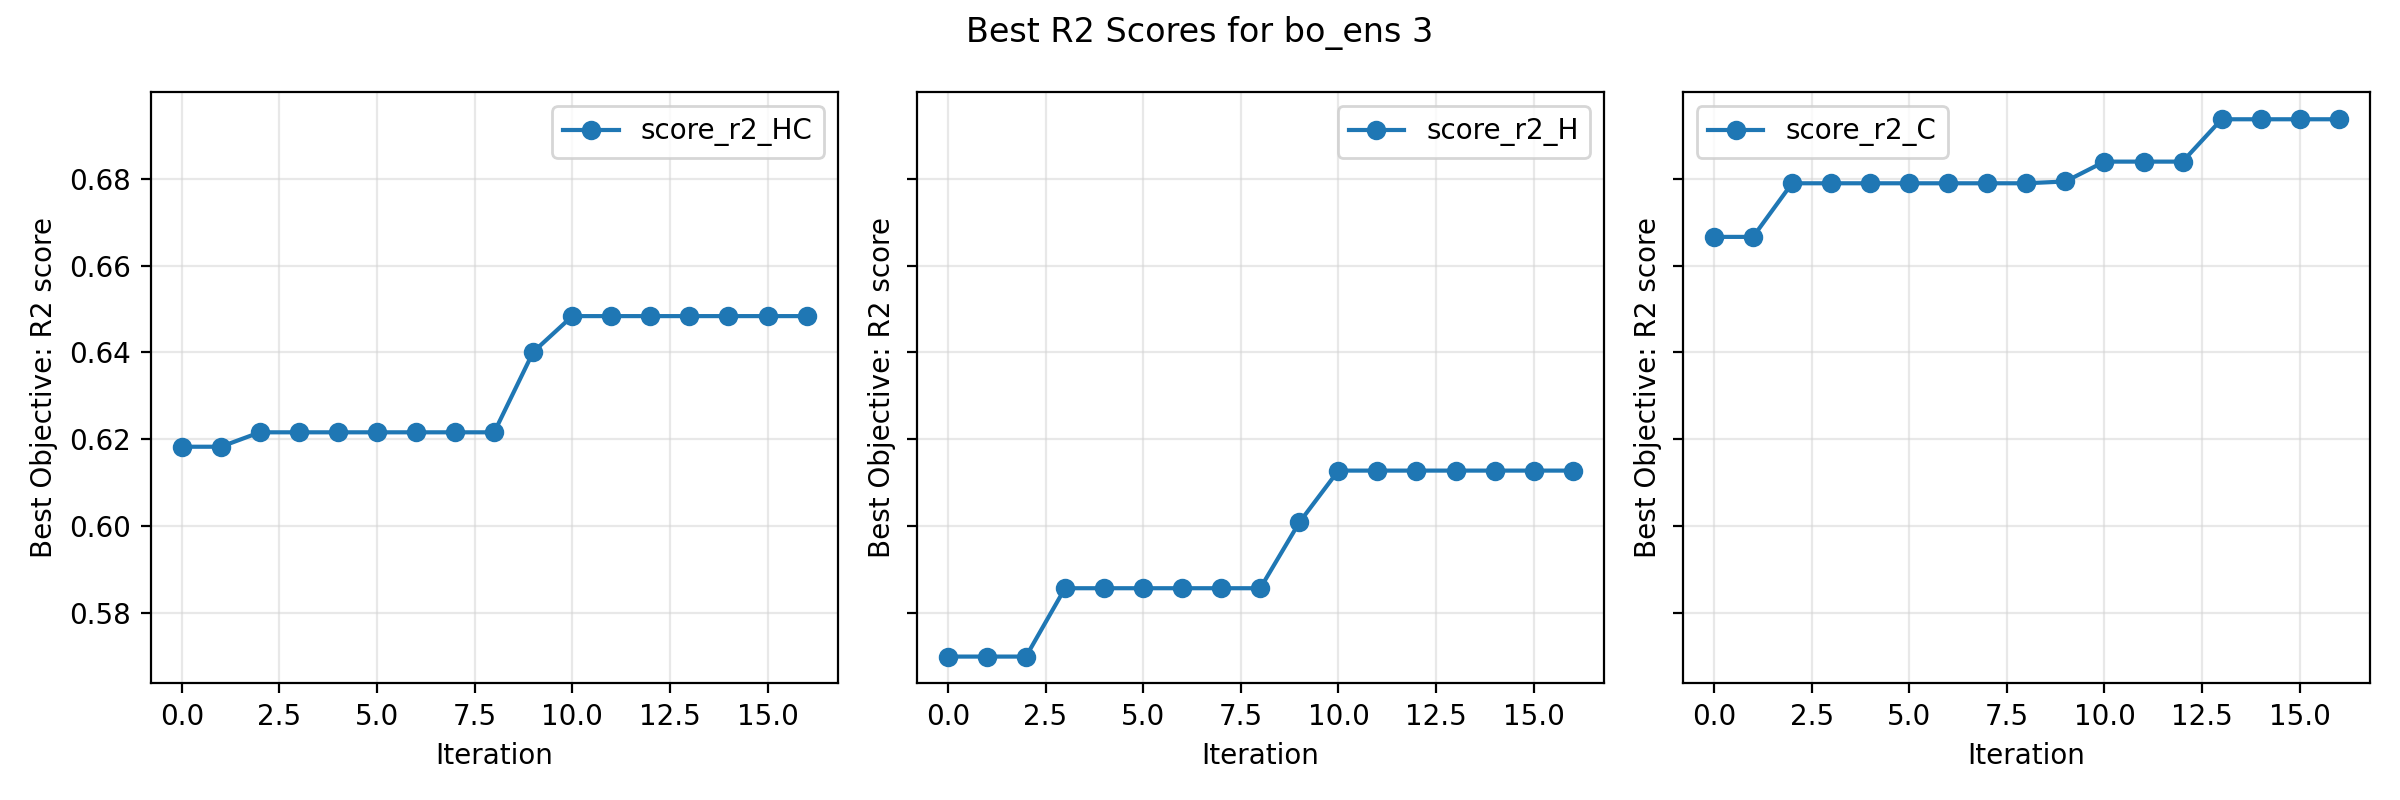 Best R2 Scores for bo_ens 3
Best Objective: R2 score
0.68
0.66
0.64
0.62
0.60
0.58
score_r2_HC
0.0 2.5 5.0 7.5 10.0 12.5 15.0
Iteration
Best Objective: R2 score
score_r2_H
0.0 2.5 5.0 7.5 10.0 12.5 15.0
Iteration
Best Objective: R2 score
score_r2_C
0.0 2.5 5.0 7.5 10.0 12.5 15.0
Iteration